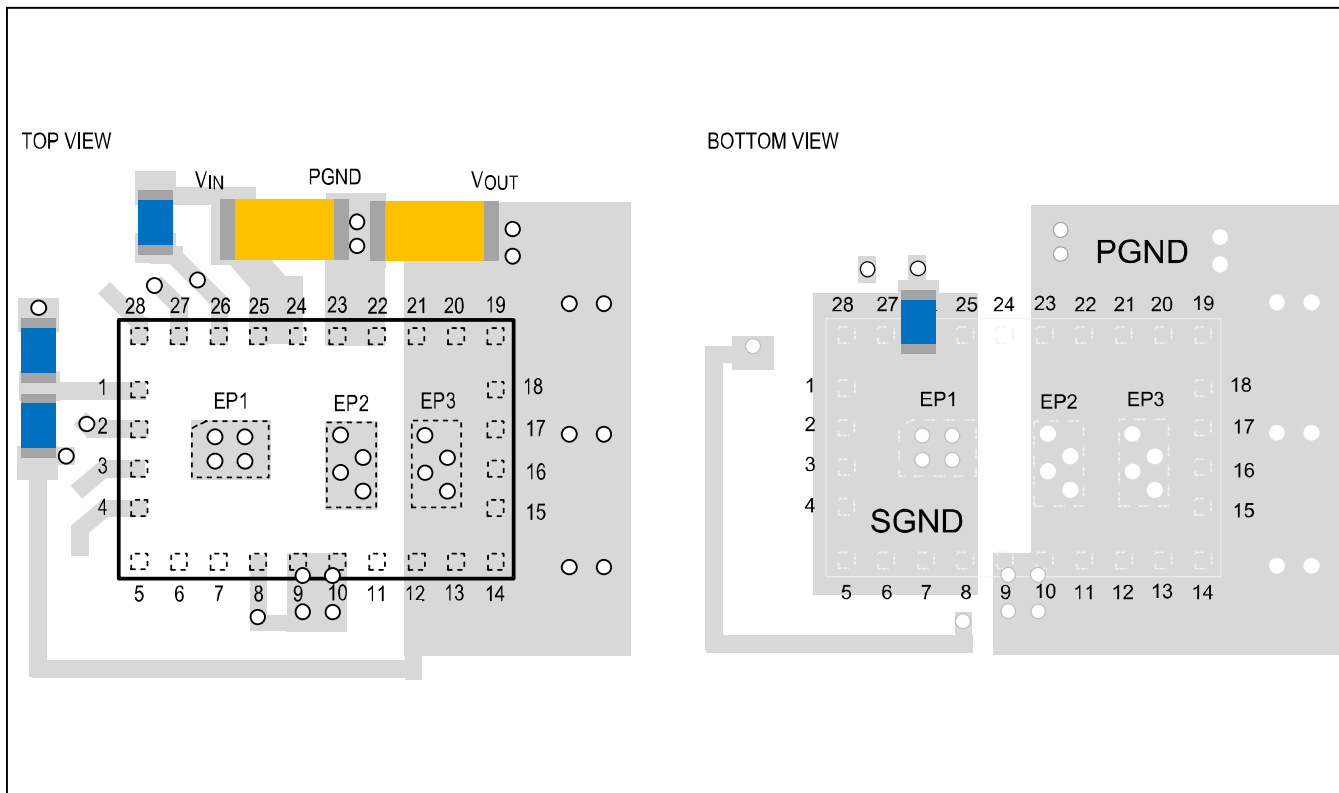 TOP VIEW
VIN PGND VOUT
28 27 26 25 24 23 22 21 20 19
1 18
EP1 EP2 EP3
2 17
3 16
4 15
5 6 7 8 9 10 11 12 13 14
BOTTOM VIEW
PGND
28 27 25 24 23 22 21 20 19
1 18
EP1 EP2 EP3
2 17
3 16
4 15
SGND
5 6 7 8 9 10 11 12 13 14